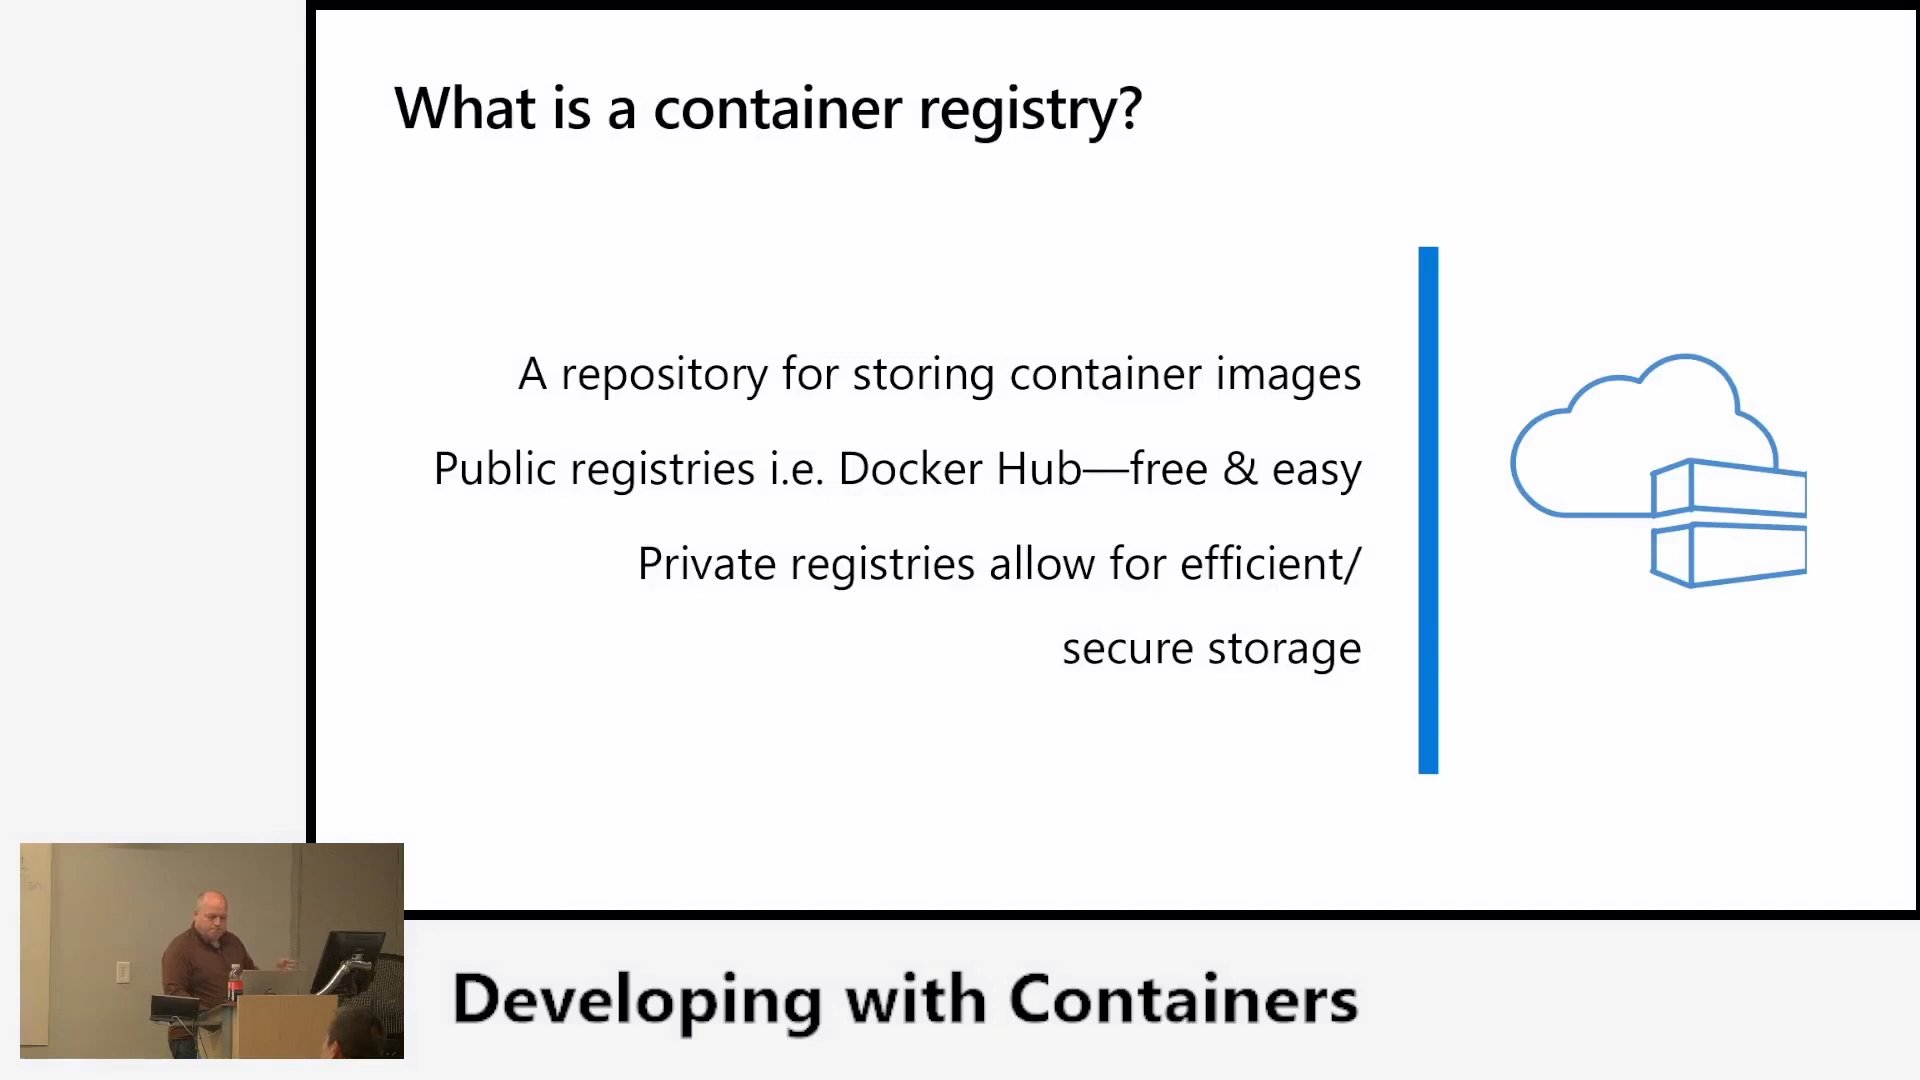 What is a container registry?
A repository for storing container images
Public registries i.e. Docker Hub—free & easy
Private registries allow for efficient/
secure storage
Developing with Containers